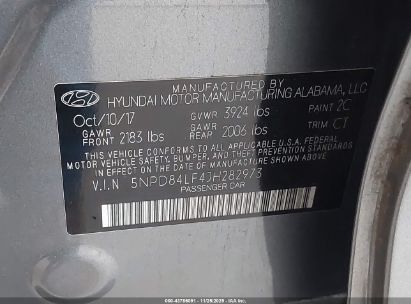 MANUFACTURED BY
HYUNDAI MOTOR MANUFACTURING ALABAMA, LLC
Oct/10/17 GVWR 3924 lbs PAINT 2C
GAWR FRONT 2183 lbs GAWR REAR 2006 lbs TRIM CT
THIS VEHICLE CONFORMS TO ALL APPLICABLE U.S.A FEDERAL
MOTOR VEHICLE SAFETY, BUMPER, AND THEFT PREVENTION STANDARDS
IN EFFECT ON THE DATE OF MANUFACTURE SHOWN ABOVE.
V.I.N 5NPD84LF4JH282973
PASSENGER CAR